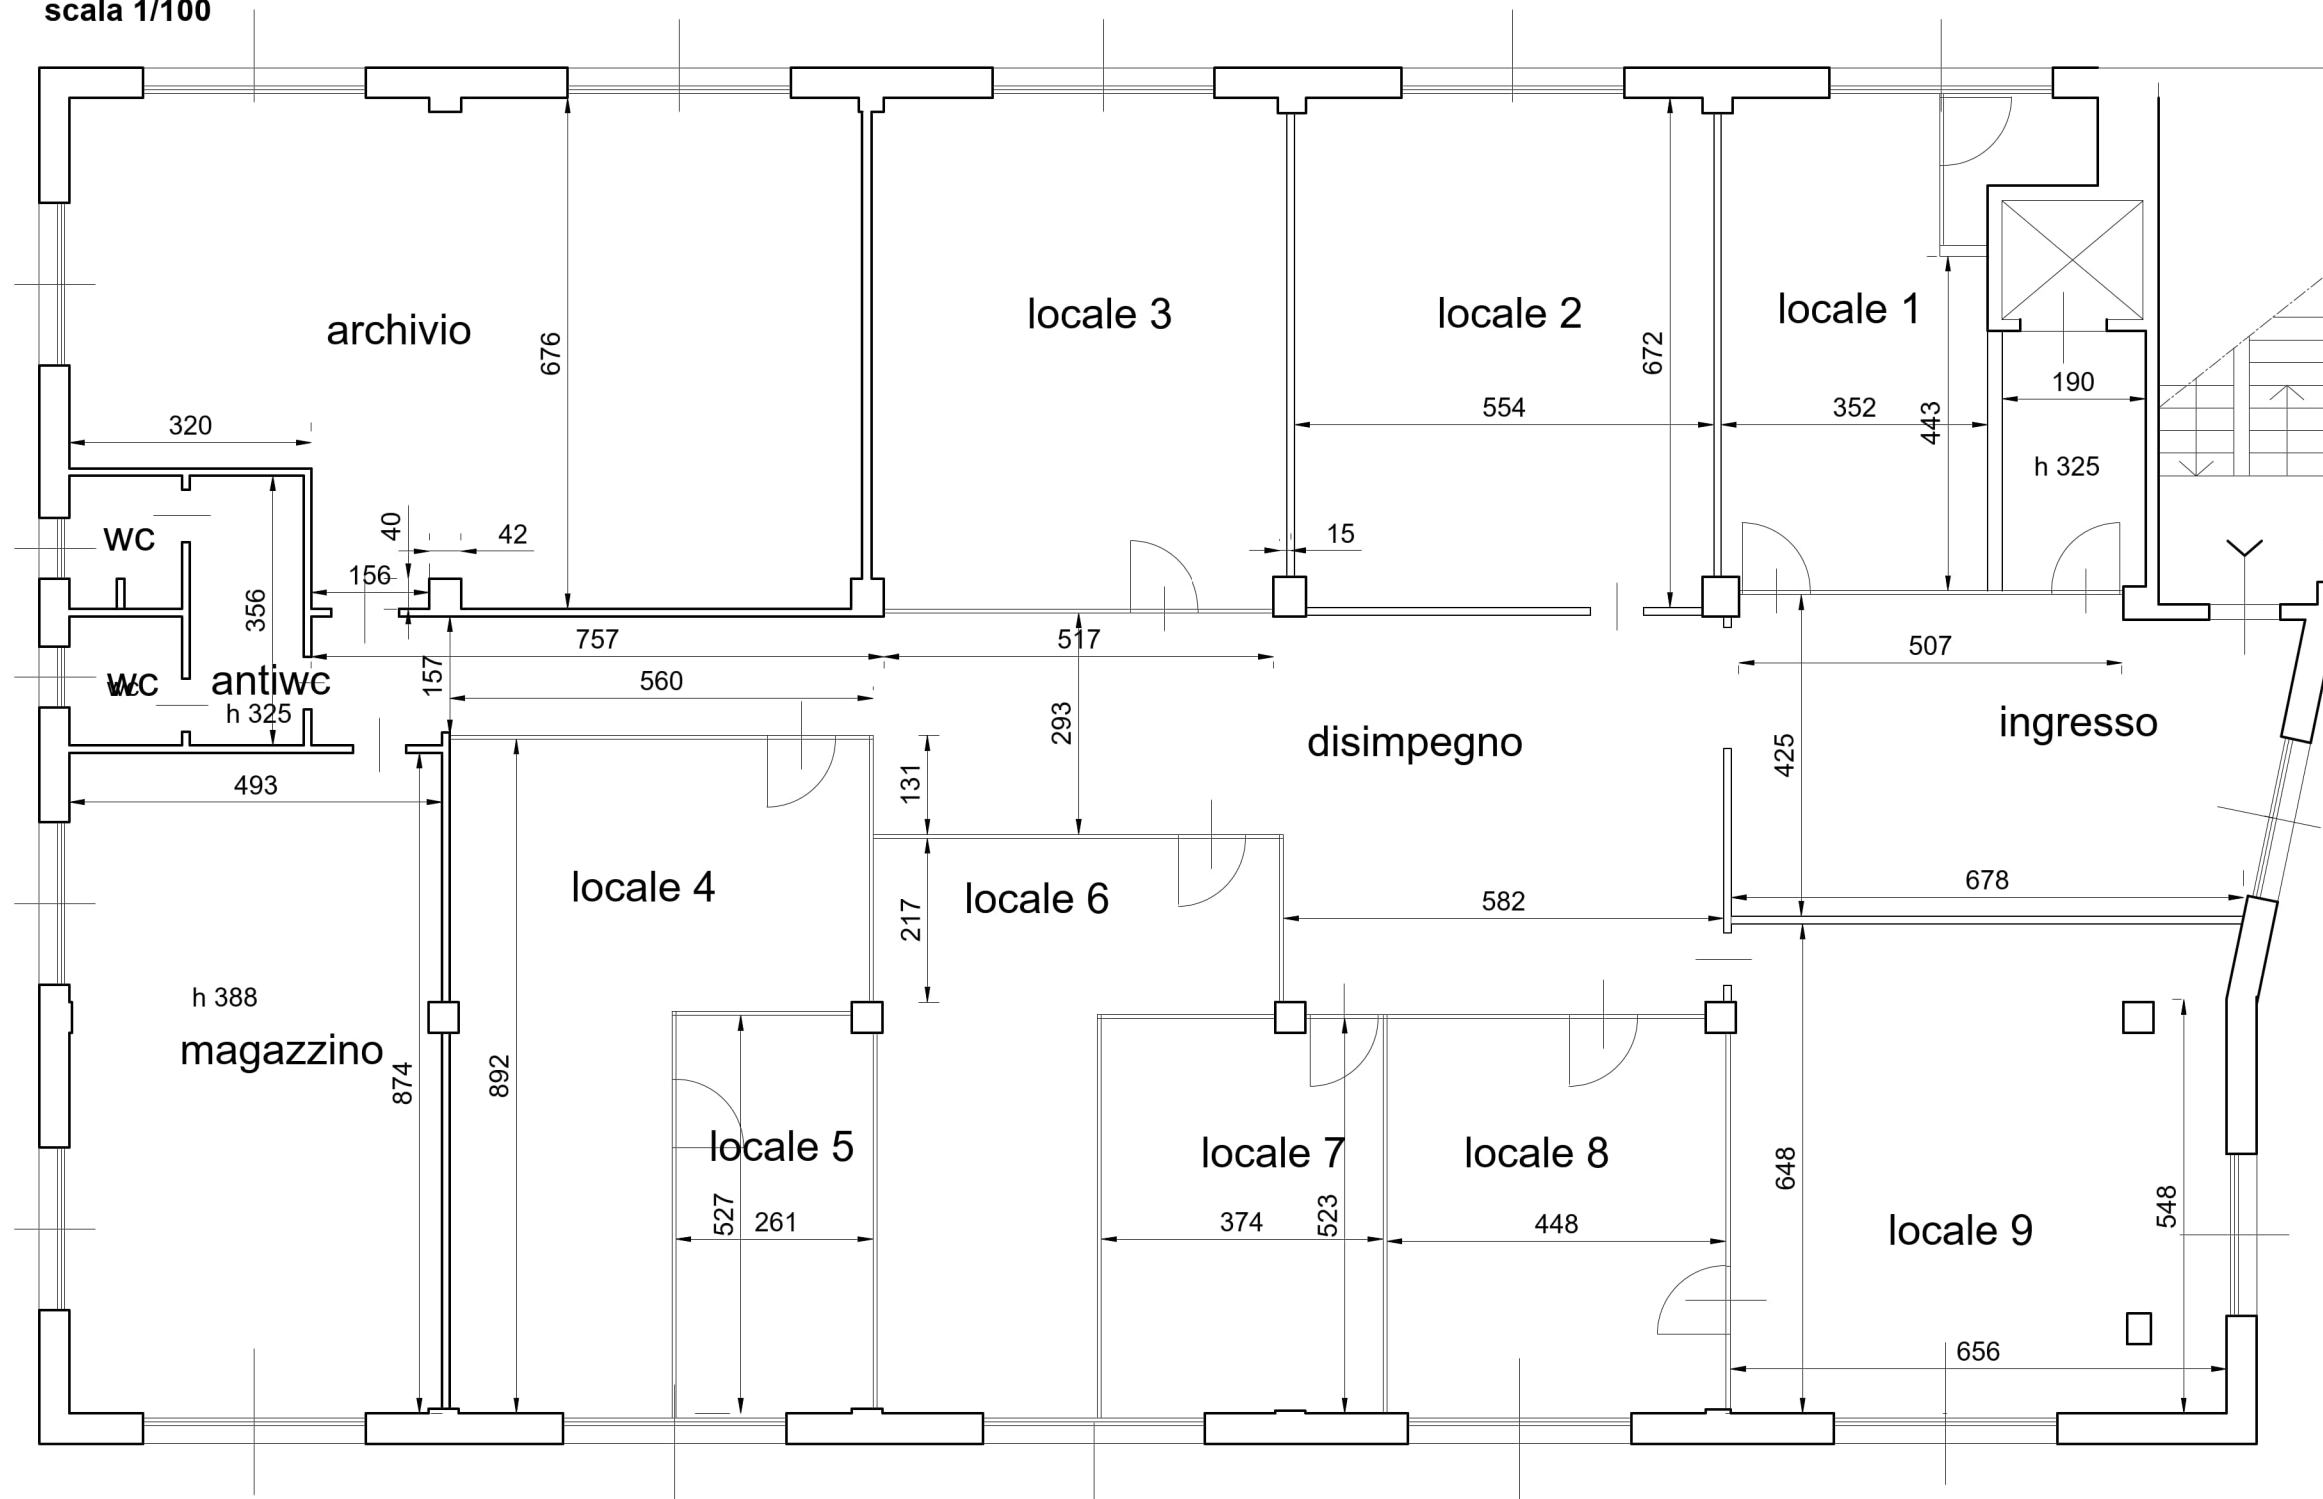 scala 1/100
archivio
locale 3
locale 2
locale 1
676
672
443
554
352
190
h 325
320
wc
40
42
15
156
356
757
517
507
wc
wc
antiwc
h 325
157
560
293
disimpegno
ingresso
425
493
131
locale 4
locale 6
217
582
678
h 388
magazzino
874
892
locale 5
527
261
locale 7
374
523
locale 8
448
648
locale 9
548
656